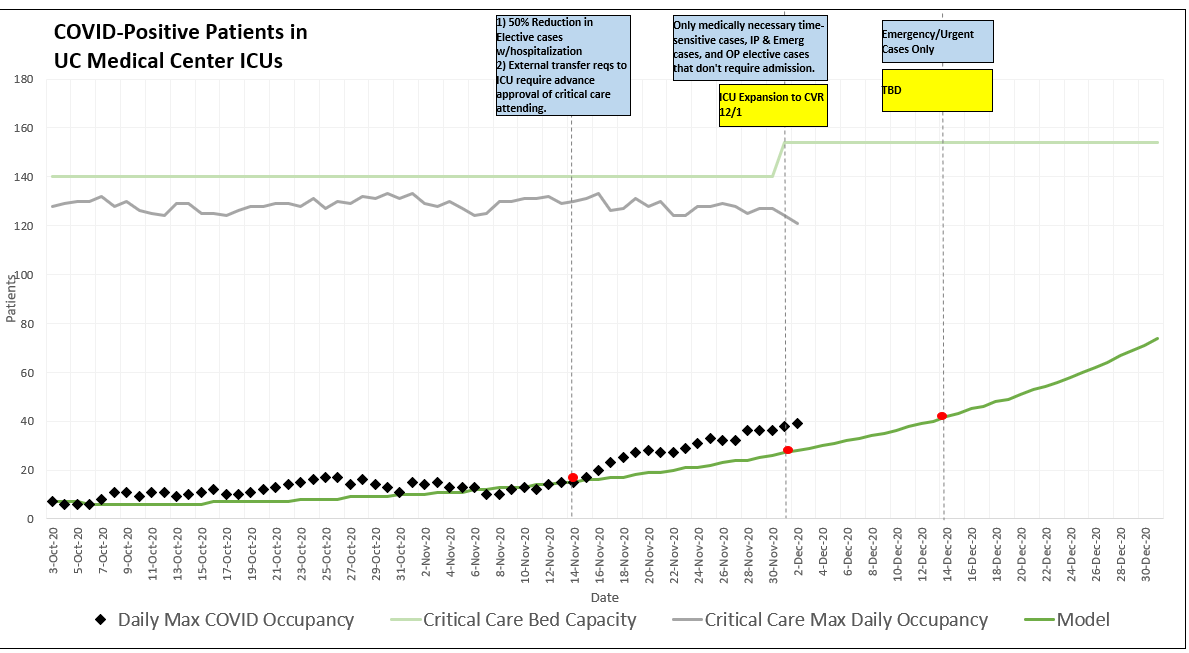 COVID-Positive Patients in
UC Medical Center ICUs
1) 50% Reduction in
Elective cases
w/hospitalization
2) External transfer reqs to
ICU require advance
approval of critical care
attending.
Only medically necessary time-
sensitive cases, IP & Emerg
cases, and OP elective cases
that don't require admission.
ICU Expansion to CVR
12/1
Emergency/Urgent
Cases Only
TBD
180
160
140
120
100
80
60
40
20
0
Patients
3-Oct-20
5-Oct-20
7-Oct-20
9-Oct-20
11-Oct-20
13-Oct-20
15-Oct-20
17-Oct-20
19-Oct-20
21-Oct-20
23-Oct-20
25-Oct-20
27-Oct-20
29-Oct-20
31-Oct-20
2-Nov-20
4-Nov-20
6-Nov-20
8-Nov-20
10-Nov-20
12-Nov-20
14-Nov-20
16-Nov-20
18-Nov-20
20-Nov-20
22-Nov-20
24-Nov-20
26-Nov-20
28-Nov-20
30-Nov-20
2-Dec-20
4-Dec-20
6-Dec-20
8-Dec-20
10-Dec-20
12-Dec-20
14-Dec-20
16-Dec-20
18-Dec-20
20-Dec-20
22-Dec-20
24-Dec-20
26-Dec-20
28-Dec-20
30-Dec-20
Date
Daily Max COVID Occupancy
Critical Care Bed Capacity
Critical Care Max Daily Occupancy
Model